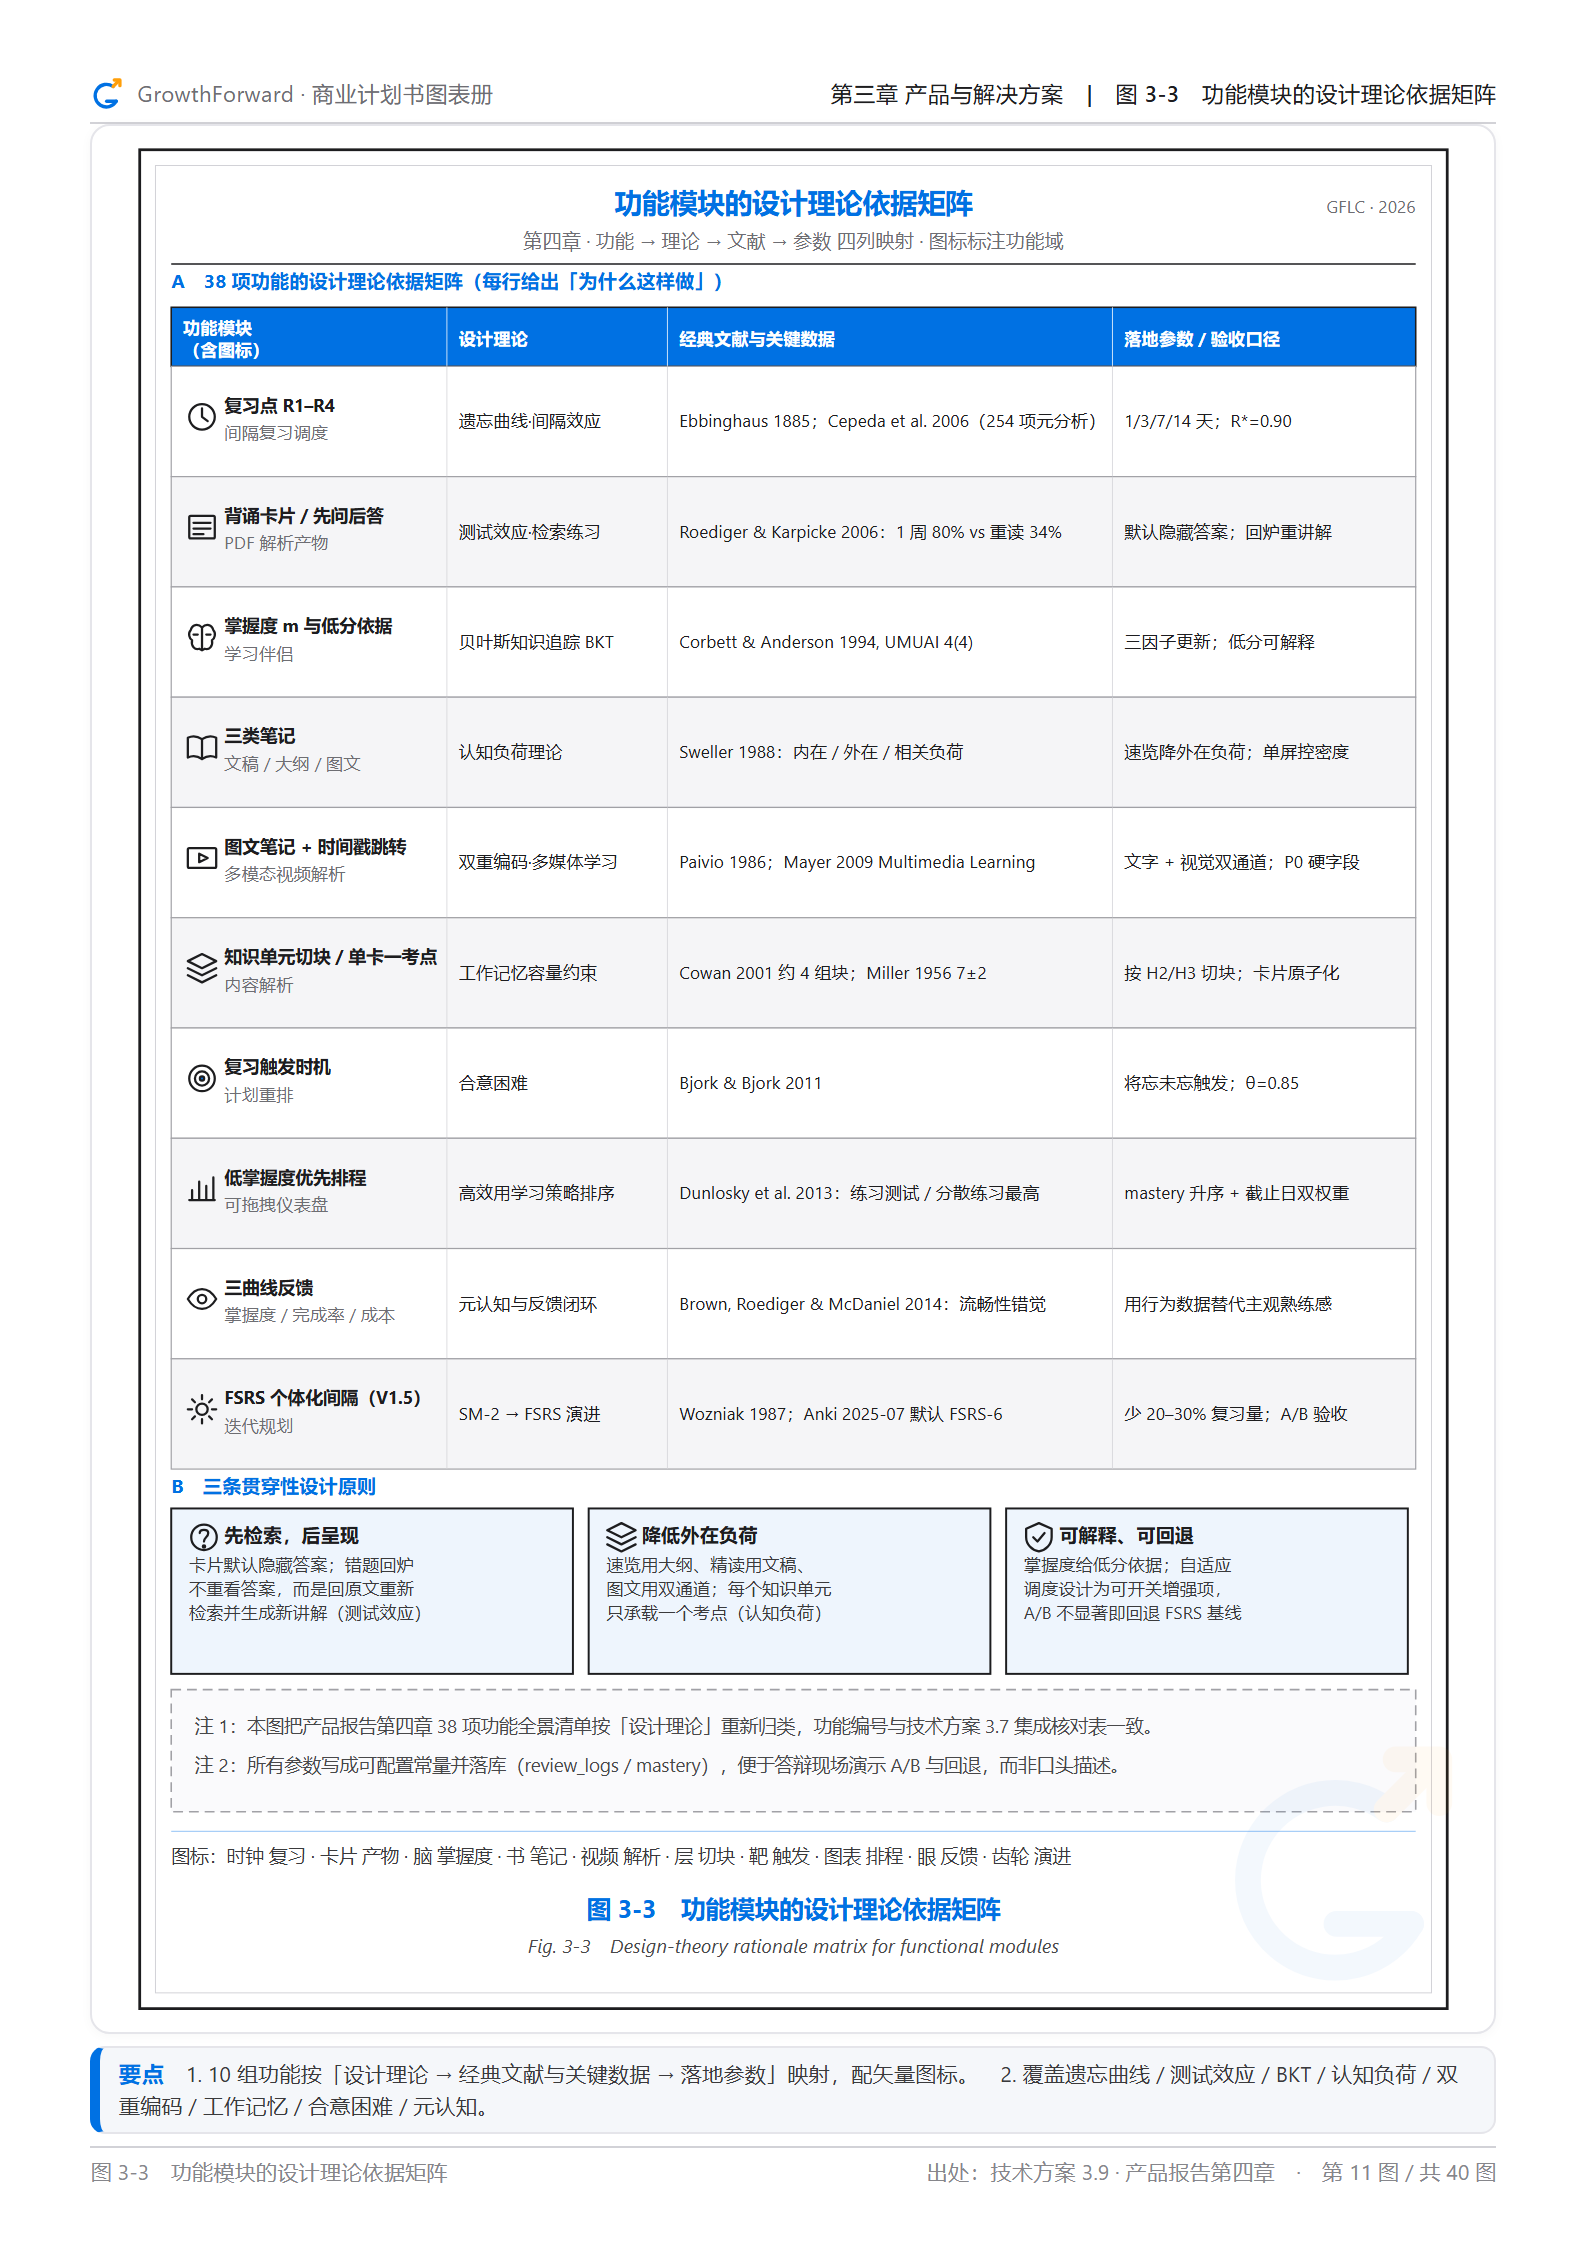 GrowthForward · 商业计划书图表册
第三章 产品与解决方案 | 图 3-3 功能模块的设计理论依据矩阵
功能模块的设计理论依据矩阵
GFLC · 2026
第四章 · 功能 → 理论 → 文献 → 参数 四列映射 · 图标标注功能域
A 38 项功能的设计理论依据矩阵（每行给出「为什么这样做」）
功能模块
（含图标）
设计理论
经典文献与关键数据
落地参数 / 验收口径
复习点 R1–R4
间隔复习调度
遗忘曲线·间隔效应
Ebbinghaus 1885；Cepeda et al. 2006（254 项元分析）
1/3/7/14 天；R*=0.90
背诵卡片 / 先问后答
PDF 解析产物
测试效应·检索练习
Roediger & Karpicke 2006：1 周 80% vs 重读 34%
默认隐藏答案；回炉重讲解
掌握度 m 与低分依据
学习伴侣
贝叶斯知识追踪 BKT
Corbett & Anderson 1994, UMUAI 4(4)
三因子更新；低分可解释
三类笔记
文稿 / 大纲 / 图文
认知负荷理论
Sweller 1988：内在 / 外在 / 相关负荷
速览降外在负荷；单屏控密度
图文笔记 + 时间戳跳转
多模态视频解析
双重编码·多媒体学习
Paivio 1986；Mayer 2009 Multimedia Learning
文字 + 视觉双通道；P0 硬字段
知识单元切块 / 单卡一考点
内容解析
工作记忆容量约束
Cowan 2001 约 4 组块；Miller 1956 7±2
按 H2/H3 切块；卡片原子化
复习触发时机
计划重排
合意困难
Bjork & Bjork 2011
将忘未忘触发；θ=0.85
低掌握度优先排程
可拖拽仪表盘
高效用学习策略排序
Dunlosky et al. 2013：练习测试 / 分散练习最高
mastery 升序 + 截止日双权重
三曲线反馈
掌握度 / 完成率 / 成本
元认知与反馈闭环
Brown, Roediger & McDaniel 2014：流畅性错觉
用行为数据替代主观熟练感
FSRS 个体化间隔（V1.5）
迭代规划
SM-2 → FSRS 演进
Wozniak 1987；Anki 2025-07 默认 FSRS-6
少 20–30% 复习量；A/B 验收
B 三条贯穿性设计原则
先检索，后呈现
卡片默认隐藏答案；错题回炉
不重看答案，而是回原文重新
检索并生成新讲解（测试效应）
降低外在负荷
速览用大纲、精读用文稿、
图文用双通道；每个知识单元
只承载一个考点（认知负荷）
可解释、可回退
掌握度给低分依据；自适应
调度设计为可开关增强项，
A/B 不显著即回退 FSRS 基线
注 1：本图把产品报告第四章 38 项功能全景清单按「设计理论」重新归类，功能编号与技术方案 3.7 集成核对表一致。
注 2：所有参数写成可配置常量并落库（review_logs / mastery），便于答辩现场演示 A/B 与回退，而非口头描述。
图标：时钟 复习 · 卡片 产物 · 脑 掌握度 · 书 笔记 · 视频 解析 · 层 切块 · 靶 触发 · 图表 排程 · 眼 反馈 · 齿轮 演进
图 3-3 功能模块的设计理论依据矩阵
Fig. 3-3 Design-theory rationale matrix for functional modules
要点 1. 10 组功能按「设计理论 → 经典文献与关键数据 → 落地参数」映射，配矢量图标。 2. 覆盖遗忘曲线 / 测试效应 / BKT / 认知负荷 / 双
重编码 / 工作记忆 / 合意困难 / 元认知。
图 3-3 功能模块的设计理论依据矩阵
出处：技术方案 3.9 · 产品报告第四章 · 第 11 图 / 共 40 图